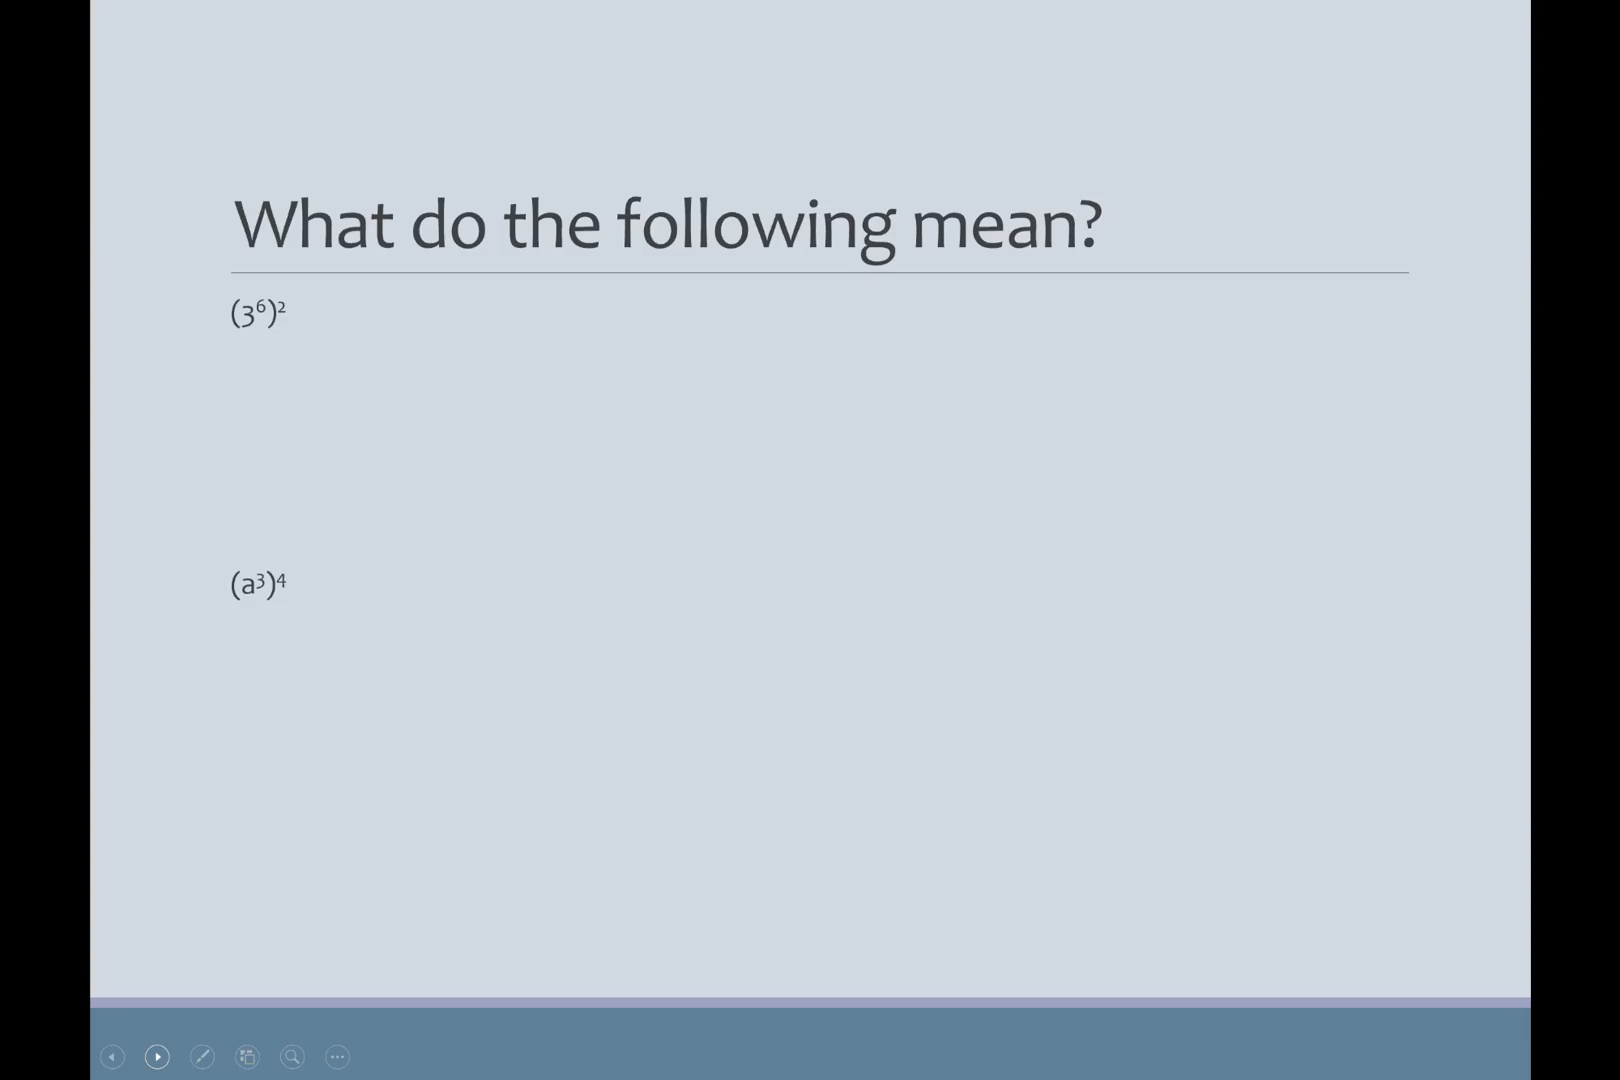 What do the following mean?
(3⁶)²
(a³)⁴